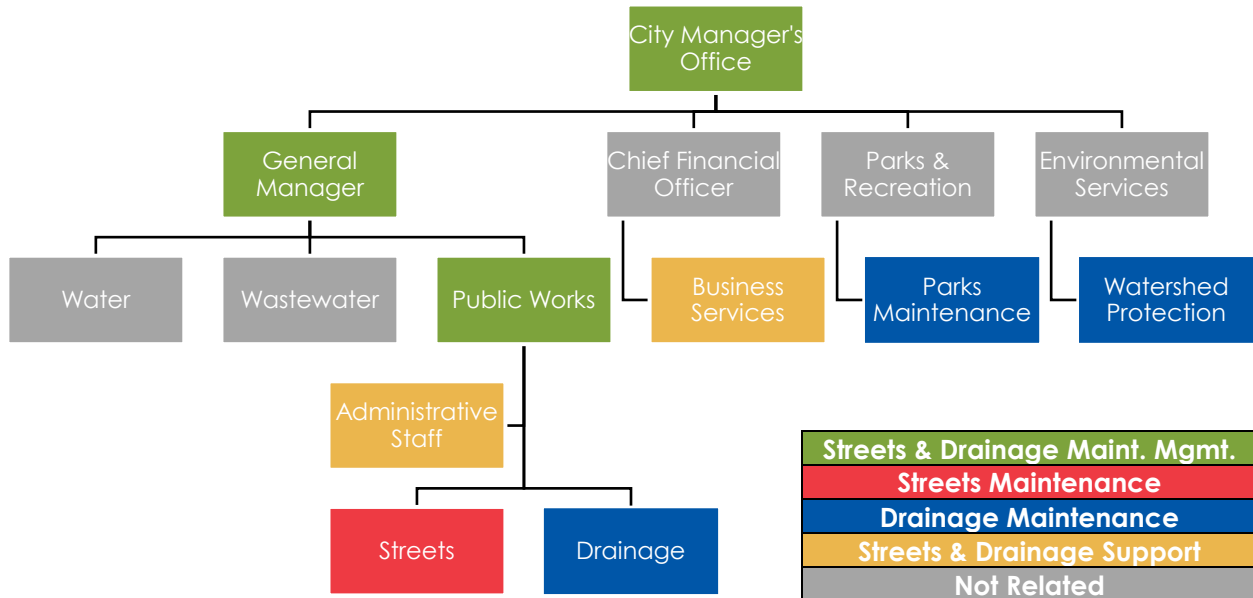 City Manager's
Office
General
Manager
Chief Financial
Officer
Parks &
Recreation
Environmental
Services
Water
Wastewater
Public Works
Business
Services
Parks
Maintenance
Watershed
Protection
Administrative
Staff
Streets
Drainage
Streets & Drainage Maint. Mgmt.
Streets Maintenance
Drainage Maintenance
Streets & Drainage Support
Not Related